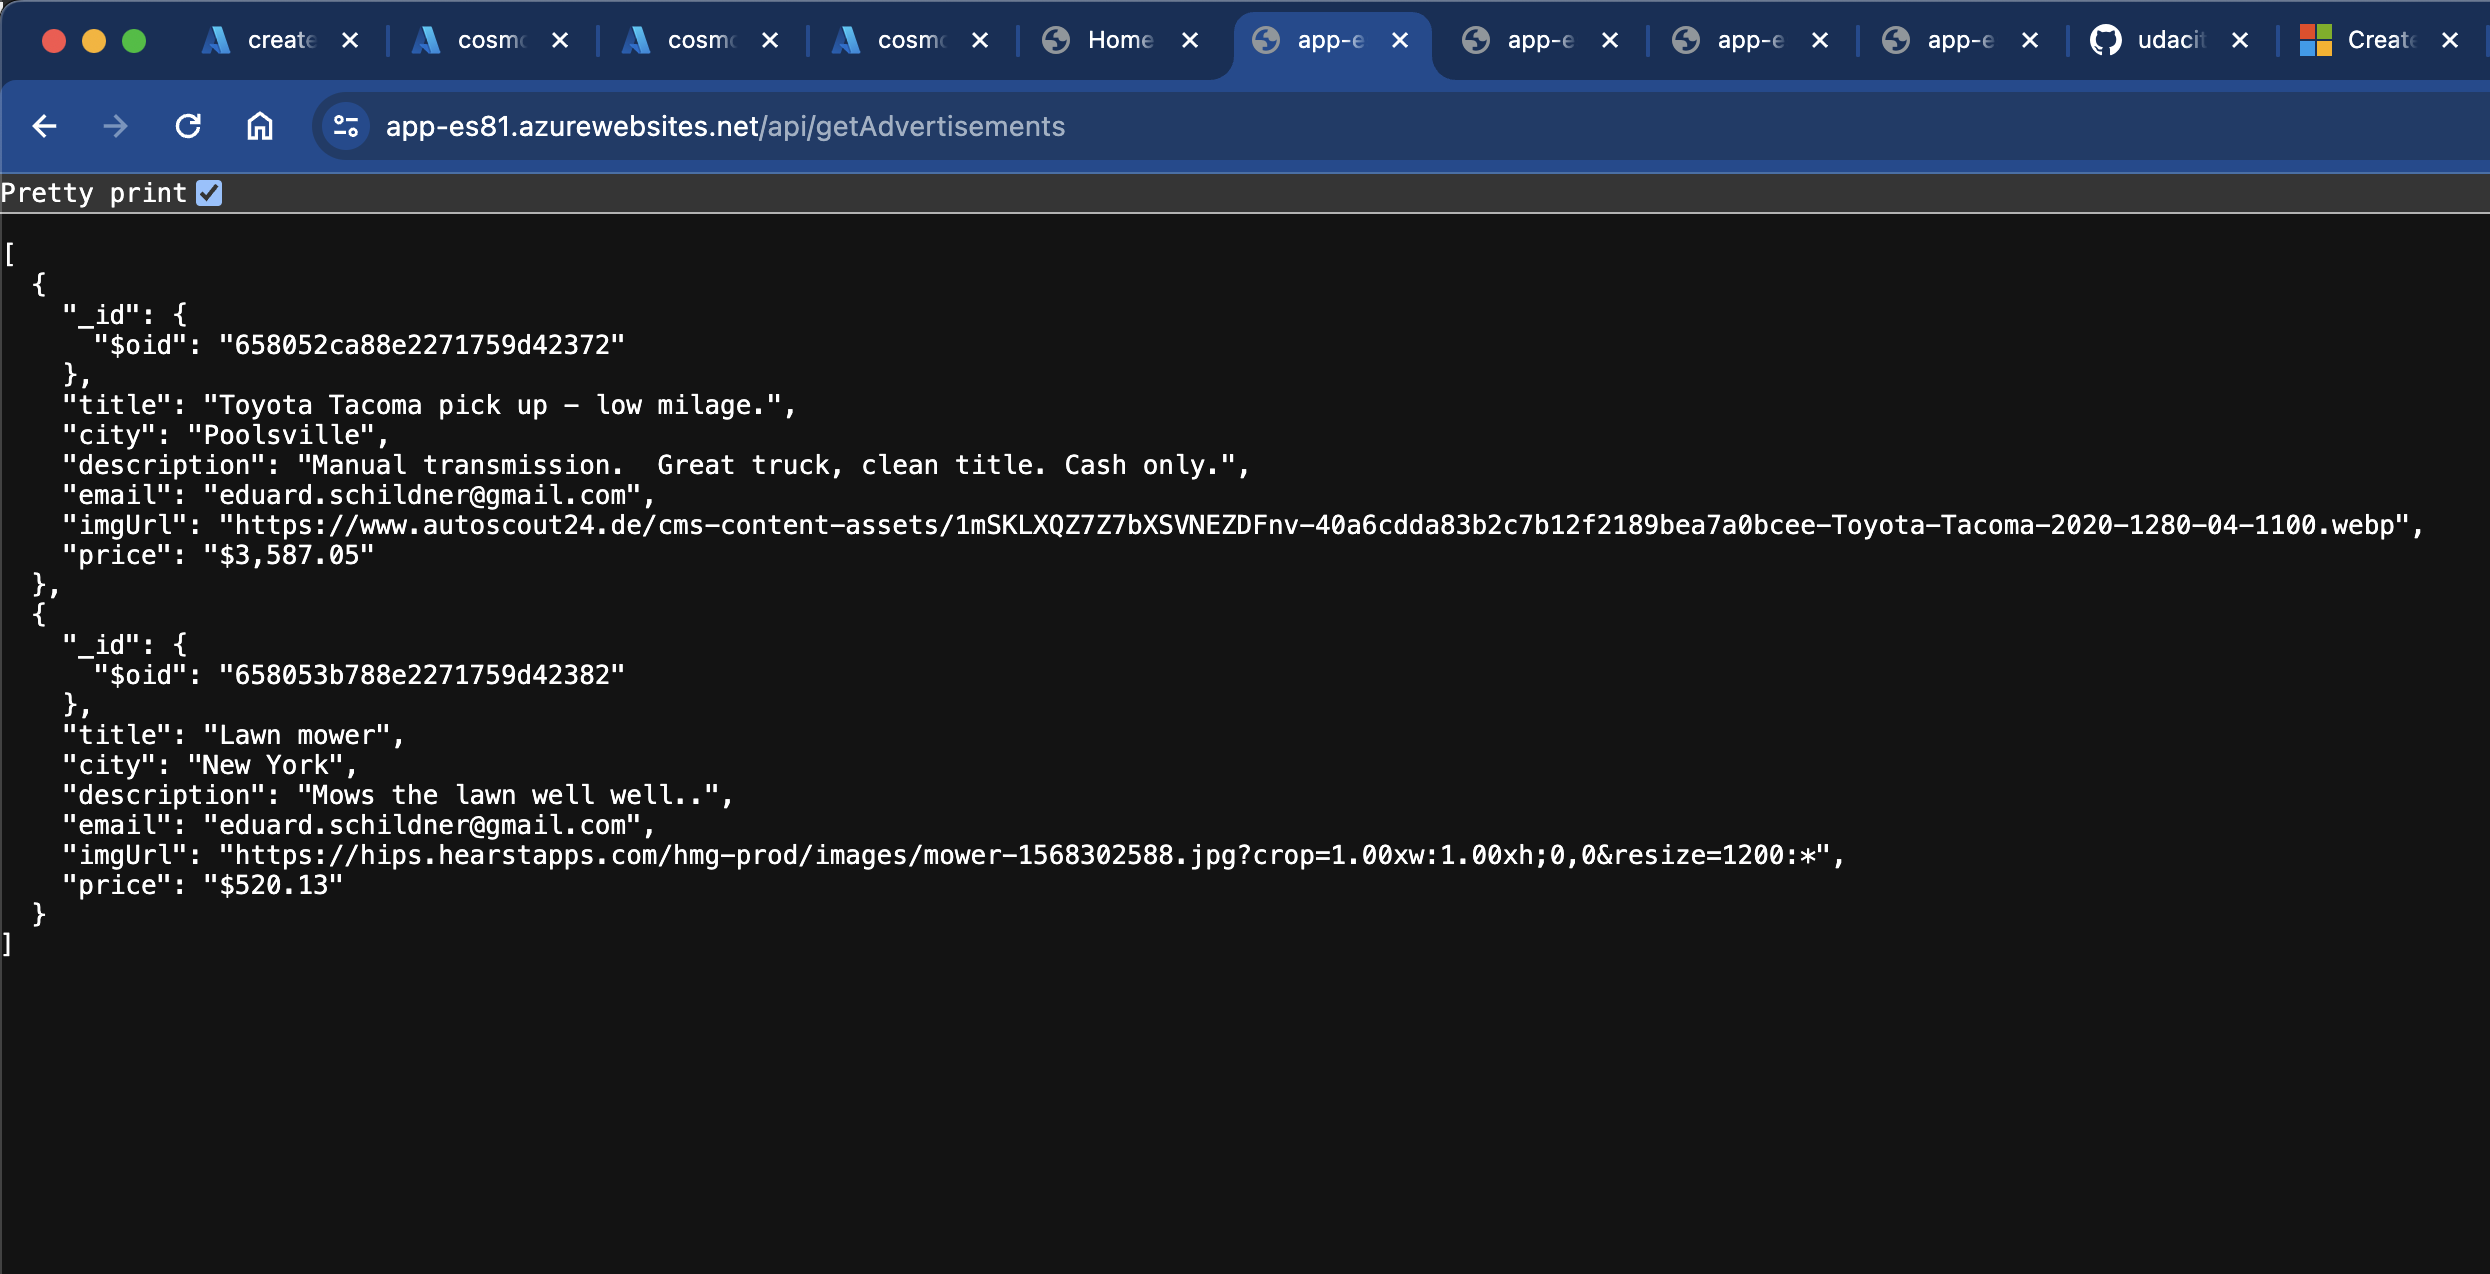 create cosmo cosmo cosmo Home app-e app-e app-e app-e udacit Create
app-es81.azurewebsites.net/api/getAdvertisements
Pretty print
[
  {
    "_id": {
      "$oid": "658052ca88e2271759d42372"
    },
    "title": "Toyota Tacoma pick up - low milage.",
    "city": "Poolsville",
    "description": "Manual transmission.  Great truck, clean title. Cash only.",
    "email": "eduard.schildner@gmail.com",
    "imgUrl": "https://www.autoscout24.de/cms-content-assets/1mSKLXQZ7Z7bXSVNEZDFnv-40a6cdda83b2c7b12f2189bea7a0bcee-Toyota-Tacoma-2020-1280-04-1100.webp",
    "price": "$3,587.05"
  },
  {
    "_id": {
      "$oid": "658053b788e2271759d42382"
    },
    "title": "Lawn mower",
    "city": "New York",
    "description": "Mows the lawn well well..",
    "email": "eduard.schildner@gmail.com",
    "imgUrl": "https://hips.hearstapps.com/hmg-prod/images/mower-1568302588.jpg?crop=1.00xw:1.00xh;0,0&resize=1200:*",
    "price": "$520.13"
  }
]